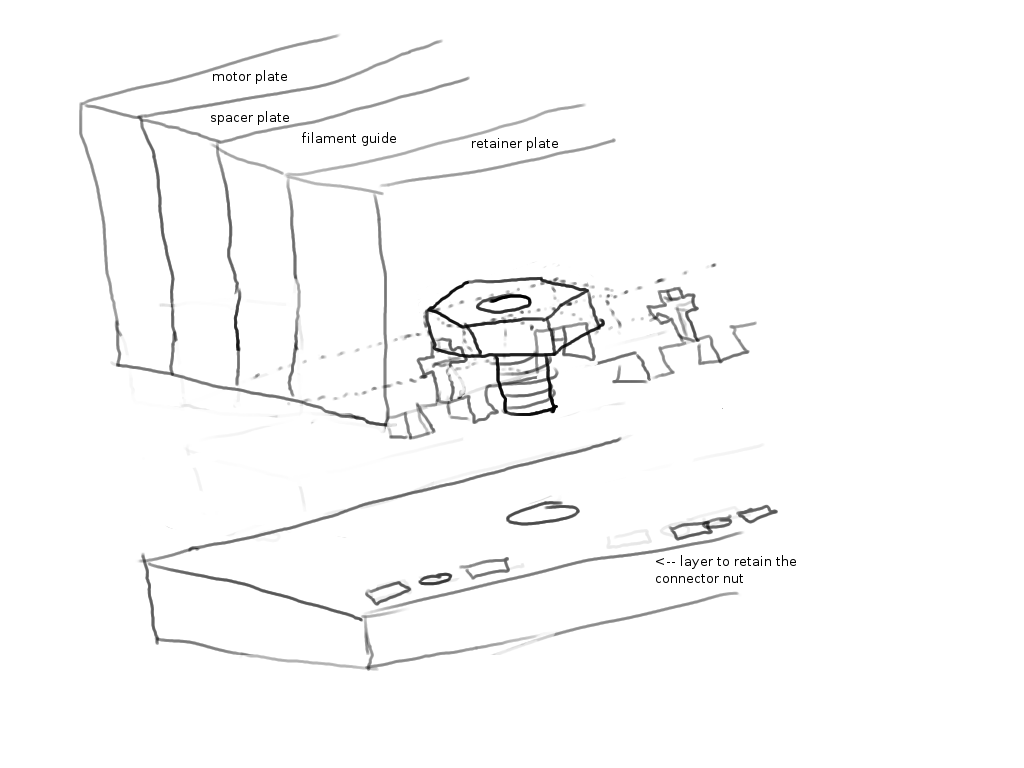 motor plate
spacer plate
filament guide
retainer plate
<-- layer to retain the
connector nut